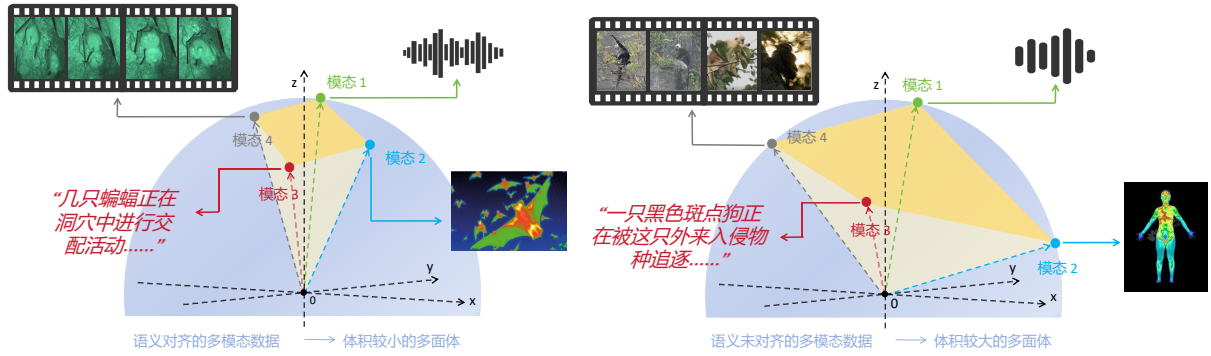 z
模态 1
模态 4
模态 2
模态 3
“几只蝙蝠正在
洞穴中进行交
配活动......”
y
x
0
语义对齐的多模态数据 → 体积较小的多面体
z
模态 1
模态 4
“一只黑色斑点狗正
在被这只外来入侵物
种追逐......”
模态 3
模态 2
y
x
0
语义未对齐的多模态数据 → 体积较大的多面体